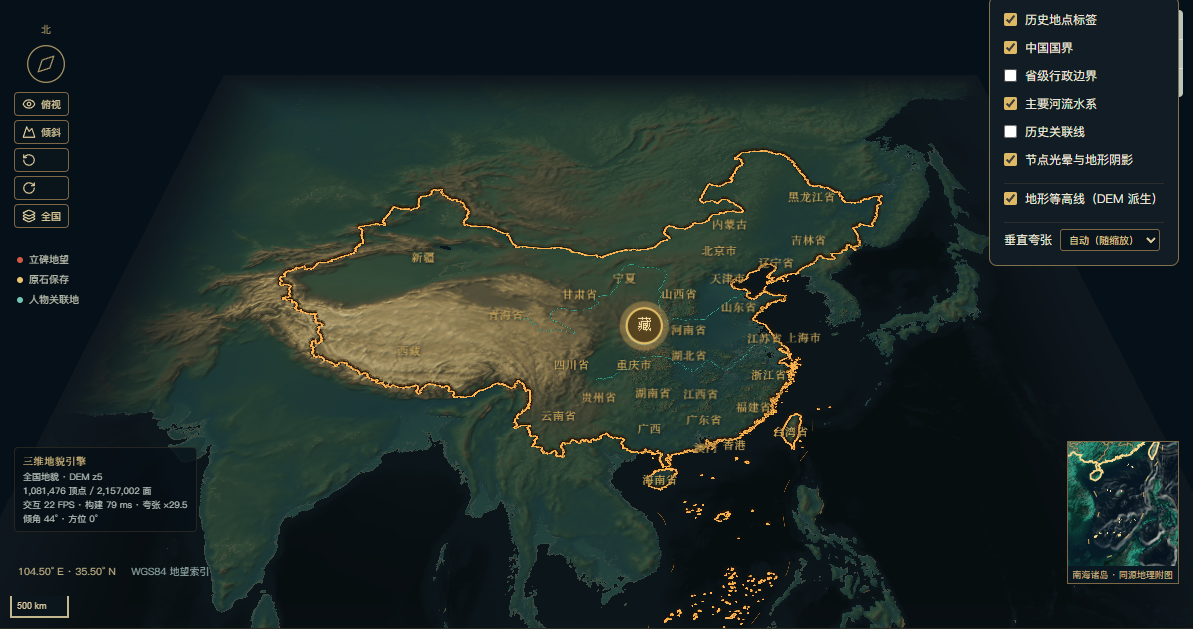 北
俯视
倾斜
全国
立碑地望
原石保存
人物关联地
历史地点标签
中国国界
省级行政边界
主要河流水系
历史关联线
节点光晕与地形阴影
地形等高线（DEM 派生）
垂直夸张 自动（随缩放）
黑龙江省
内蒙古
吉林省
北京市
新疆
辽宁省
宁夏
天津市
甘肃省
山西省
山东省
青海省
藏
河南省
江苏省
上海市
西藏
湖北省
四川省
重庆市
浙江省
贵州省
湖南省
江西省
福建省
云南省
广东省
广西
台湾省
香港
海南省
三维地貌引擎
全国地貌 · DEM z5
1,081,476 顶点 / 2,157,002 面
交互 22 FPS · 构建 79 ms · 夸张 ×29.5
倾角 44° · 方位 0°
104.50° E · 35.50° N WGS84 地望索引
500 km
南海诸岛 · 同源地理附图